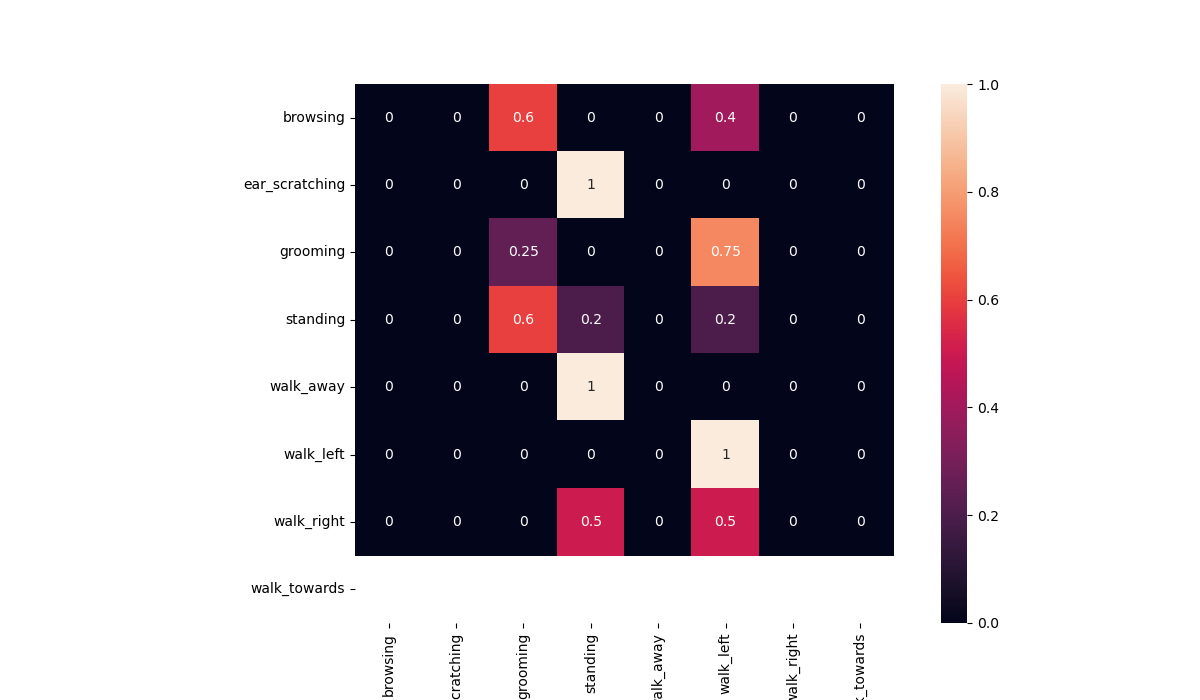 browsing 0 0 0.6 0 0 0.4 0 0
ear_scratching 0 0 0 1 0 0 0 0
grooming 0 0 0.25 0 0 0.75 0 0
standing 0 0 0.6 0.2 0 0.2 0 0
walk_away 0 0 0 1 0 0 0 0
walk_left 0 0 0 0 0 1 0 0
walk_right 0 0 0 0.5 0 0.5 0 0
walk_towards
browsing
cratching
grooming
standing
alk_away
walk_left
walk_right
_towards
1.0
0.8
0.6
0.4
0.2
0.0